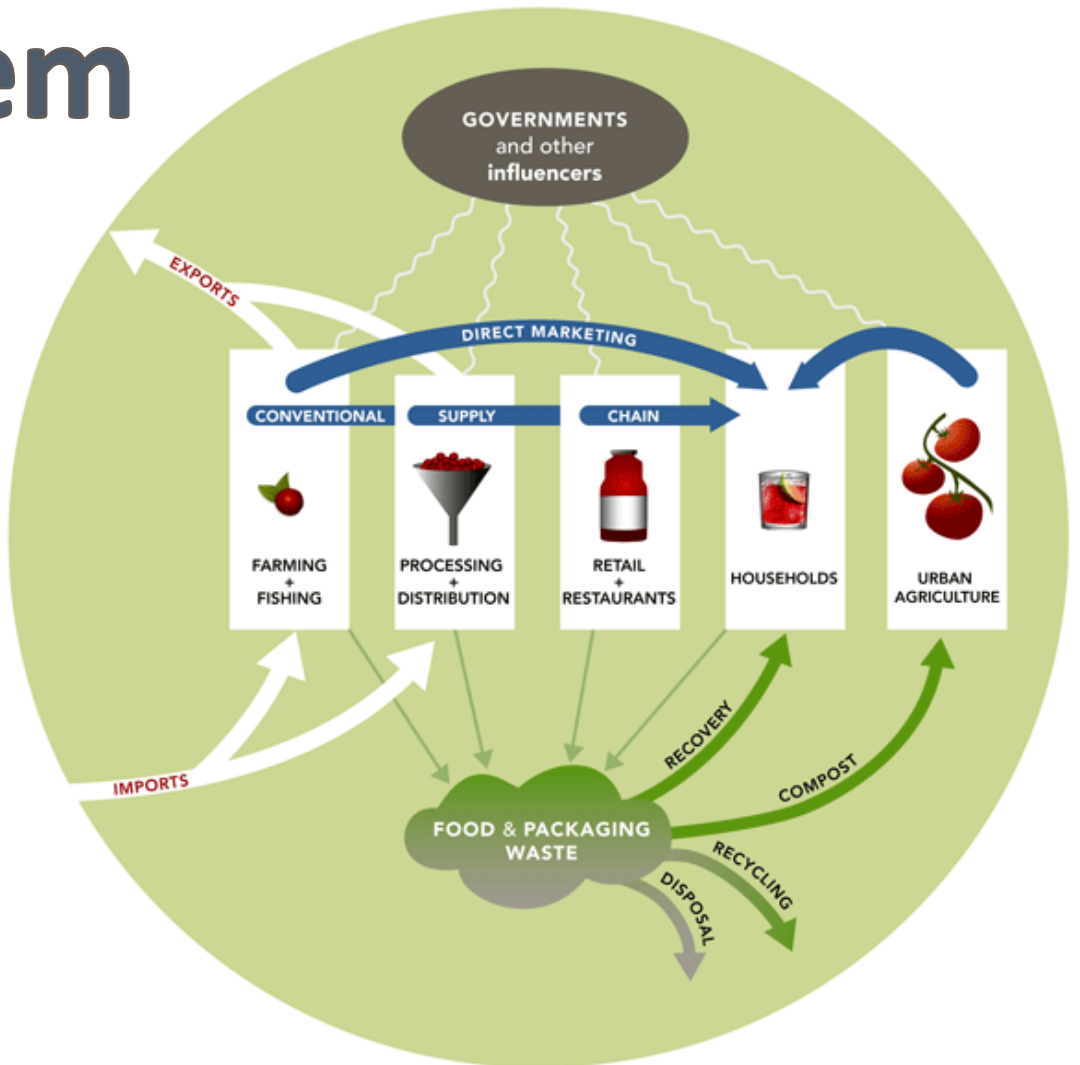 em
GOVERNMENTS
and other
influencers
EXPORTS
DIRECT MARKETING
CONVENTIONAL
SUPPLY
CHAIN
FARMING
+
FISHING
PROCESSING
+
DISTRIBUTION
RETAIL
+
RESTAURANTS
HOUSEHOLDS
URBAN
AGRICULTURE
IMPORTS
RECOVERY
COMPOST
FOOD & PACKAGING
WASTE
RECYCLING
DISPOSAL